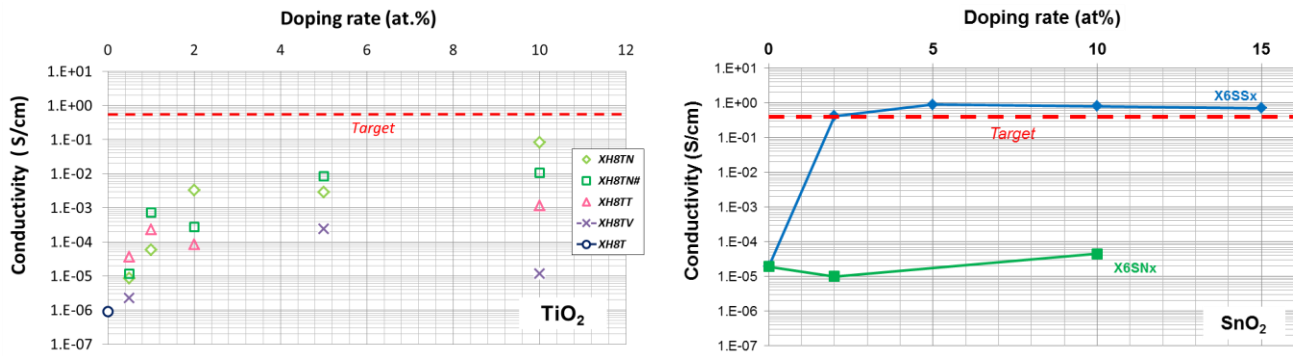 Doping rate (at.%)
0 2 4 6 8 10 12
Conductivity ( S/cm)
1.E+01
1.E+00
1.E-01
1.E-02
1.E-03
1.E-04
1.E-05
1.E-06
1.E-07
Target
XH8TN
XH8TN#
XH8TT
XH8TV
XH8T
TiO2
Doping rate (at%)
0 5 10 15
Conductivity (S/cm)
1.E+01
1.E+00
1.E-01
1.E-02
1.E-03
1.E-04
1.E-05
1.E-06
1.E-07
X6SSx
Target
X6SNx
SnO2